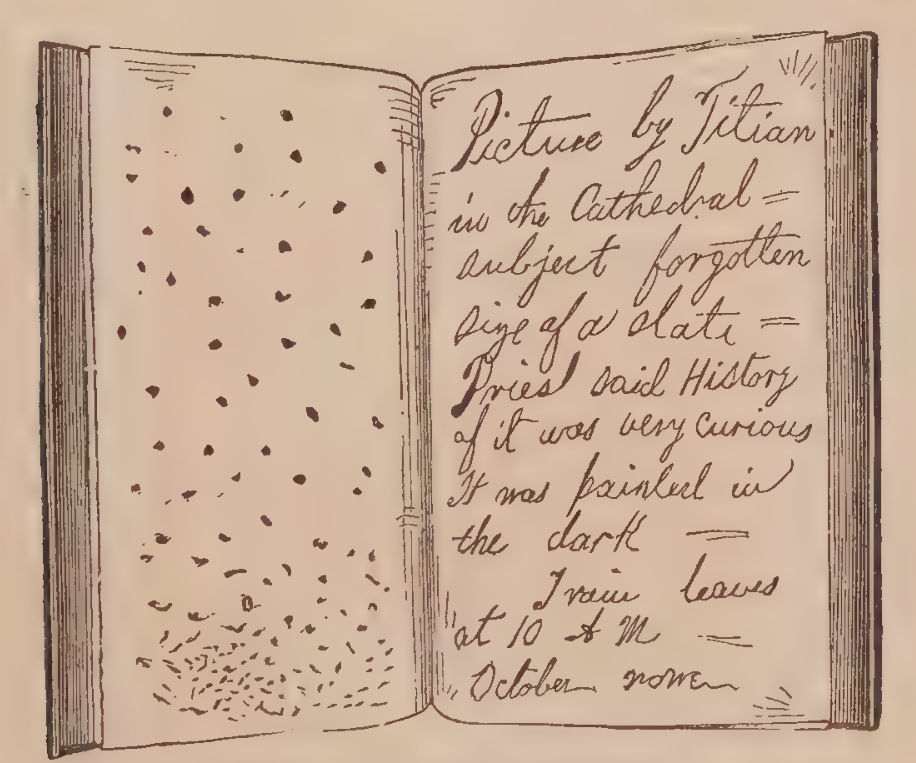 Picture by Titian
in the Cathedral =
subject forgotten
size of a slate =
Priest said History
of it was very curious
It was painted in
the dark —
Train leaves
at 10 A M =
October none